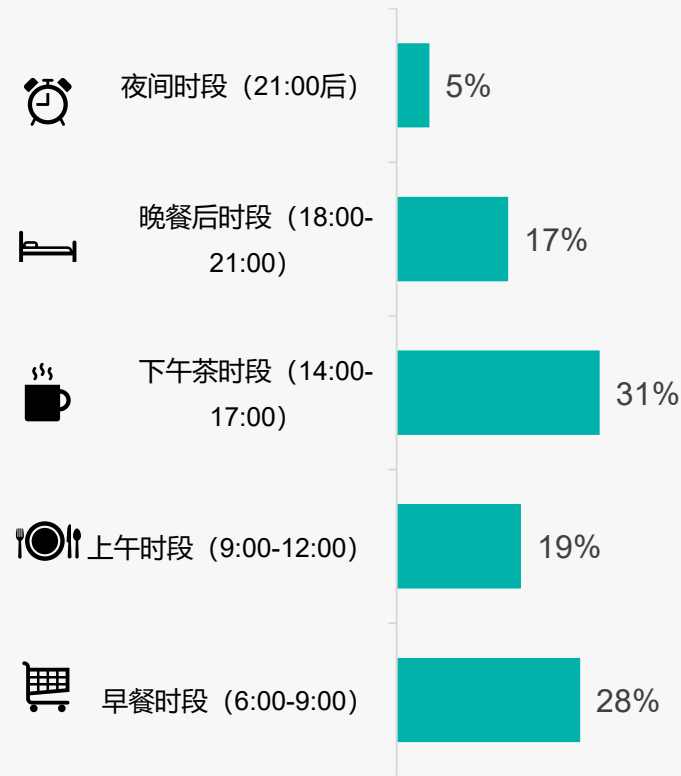 夜间时段（21:00后） 5%
晚餐后时段（18:00-
21:00） 17%
下午茶时段（14:00-
17:00） 31%
上午时段（9:00-12:00） 19%
早餐时段（6:00-9:00） 28%